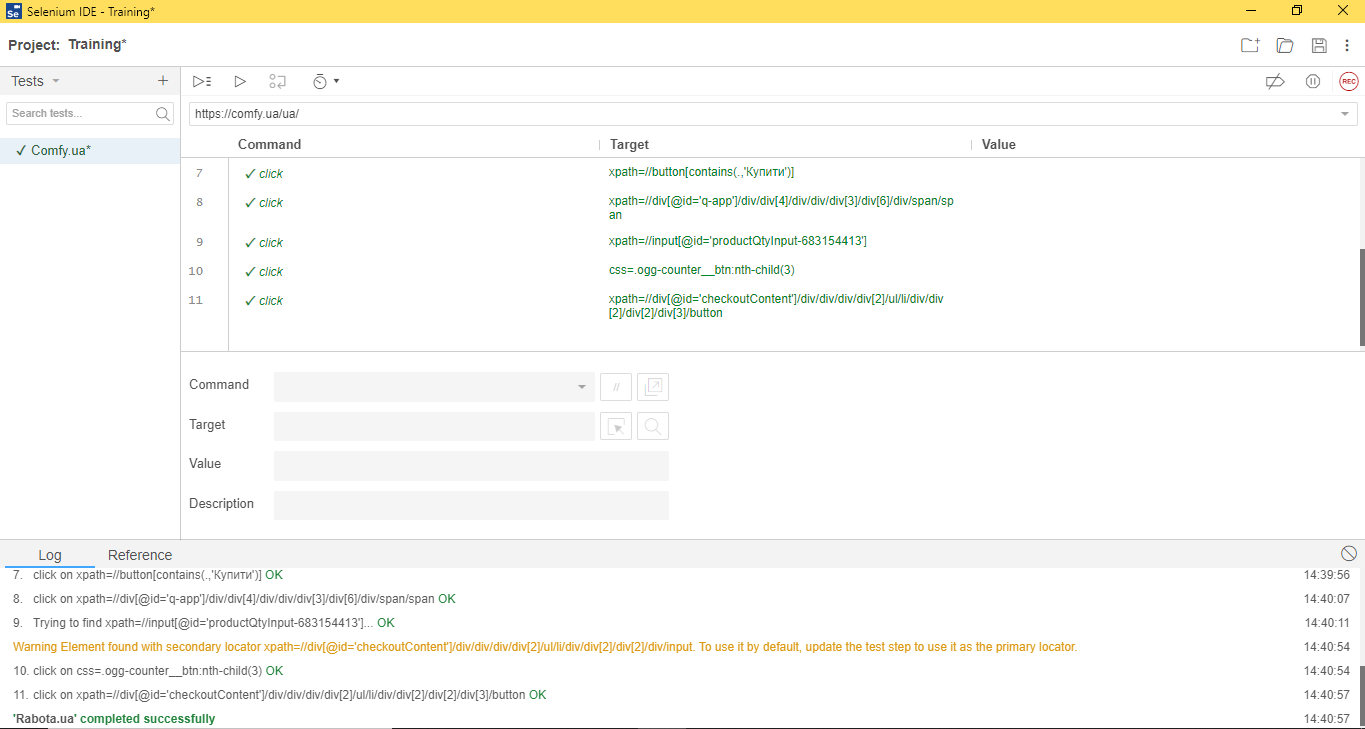 Se Selenium IDE - Training*
Project: Training*
Tests
REC
Search tests...
https://comfy.ua/ua/
✓ Comfy.ua*
Command Target Value
7 ✓ click xpath=//button[contains(.,'Купити')]
8 ✓ click xpath=//div[@id='q-app']/div/div[4]/div/div/div[3]/div[6]/div/span/sp
an
9 ✓ click xpath=//input[@id='productQtyInput-683154413']
10 ✓ click css=.ogg-counter__btn:nth-child(3)
11 ✓ click xpath=//div[@id='checkoutContent']/div/div/div/div[2]/ul/li/div/div
[2]/div[2]/div[3]/button
Command //
Target
Value
Description
Log Reference
7. click on xpath=//button[contains(.,'Купити')] OK 14:39:56
8. click on xpath=//div[@id='q-app']/div/div[4]/div/div/div[3]/div[6]/div/span/span OK 14:40:07
9. Trying to find xpath=//input[@id='productQtyInput-683154413']... OK 14:40:11
Warning Element found with secondary locator xpath=//div[@id='checkoutContent']/div/div/div/div[2]/ul/li/div/div[2]/div[2]/div/input. To use it by default, update the test step to use it as the primary locator. 14:40:54
10. click on css=.ogg-counter__btn:nth-child(3) OK 14:40:54
11. click on xpath=//div[@id='checkoutContent']/div/div/div/div[2]/ul/li/div/div[2]/div[2]/div[3]/button OK 14:40:57
'Rabota.ua' completed successfully 14:40:57